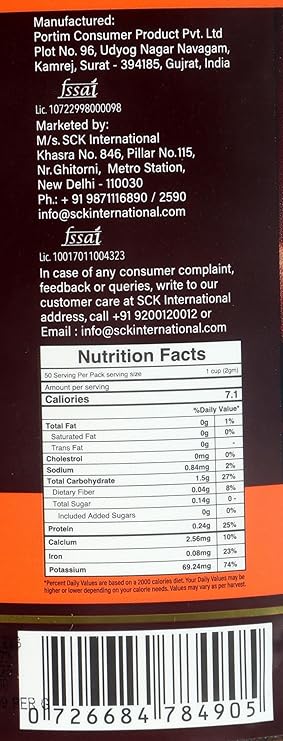 Manufactured:
Portim Consumer Product Pvt. Ltd
Plot No. 96, Udyog Nagar Navagam,
Kamrej, Surat - 394185, Gujrat, India
fssai
Lic. 10722998000098
Marketed by:
M/s. SCK International
Khasra No. 846, Pillar No.115,
Nr.Ghitorni, Metro Station,
New Delhi - 110030
Ph.: + 91 9871116890 / 2590
info@sckinternational.com
fssai
Lic. 10017011004323
In case of any consumer complaint,
feedback or queries, write to our
customer care at SCK International
address, call +91 9200120012 or
Email : info@sckinternational.com
Nutrition Facts
50 Serving Per Pack serving size 1 cup (2gm)
Amount per serving
Caliories 7.1
%Daily Value*
Total Fat 0g 1%
Saturated Fat 0g 0%
Trans Fat 0g -
Cholestrol 0mg 0%
Sodium 0.84mg 2%
Total Carbohydrate 1.5g 27%
Dietary Fiber 0.04g 8%
Total Sugar 0.14g 0 -
Included Added Sugars 0g 0%
Protein 0.24g 25%
Calcium 2.56mg 10%
Iron 0.08mg 23%
Potassium 69.24mg 74%
*Percent Daily Values are based on a 2000 calories diet. Your Daily Values may be
higher or lower depending on your calorie needs. Values may vary as per harvest.
PER G
0 726684 784905